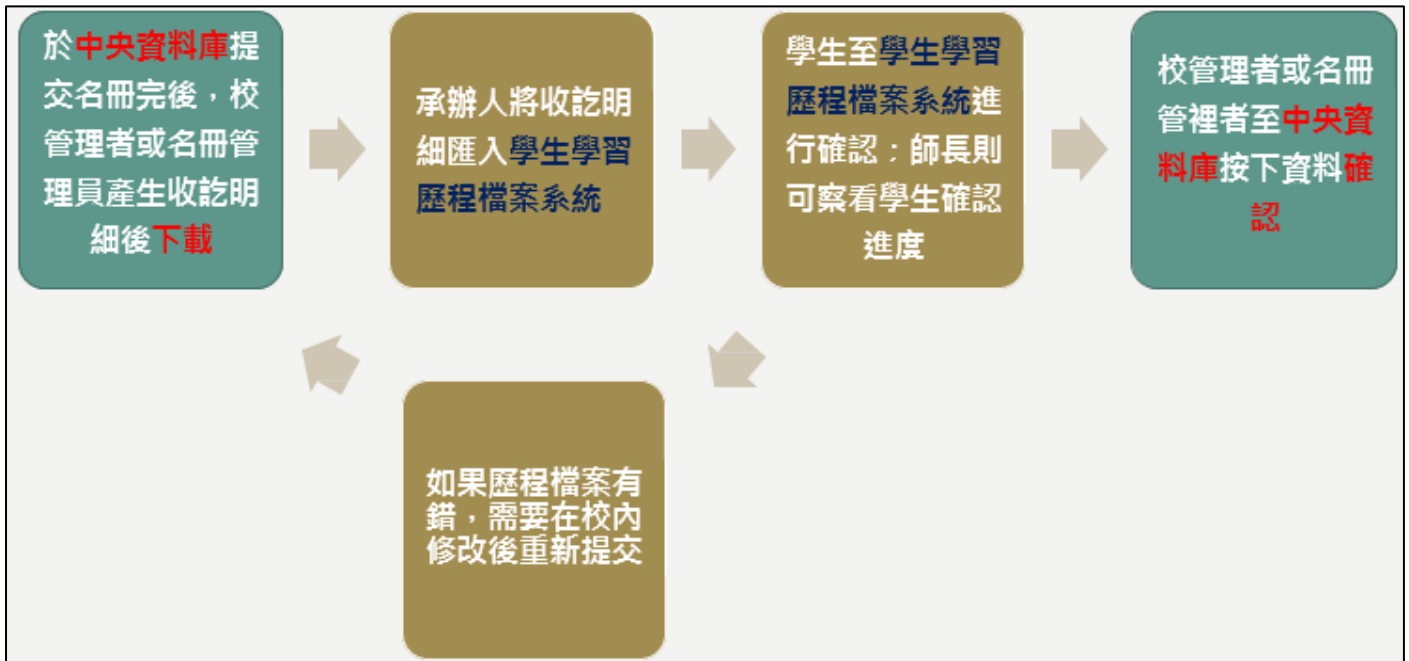 於中央資料庫提
交名冊完後，校
管理者或名冊管
理員產生收訖明
細後下載
承辦人將收訖明
細匯入學生學習
歷程檔案系統
學生至學生學習
歷程檔案系統進
行確認；師長則
可察看學生確認
進度
校管理者或名冊
管裡者至中央資
料庫按下資料確
認
如果歷程檔案有
錯，需要在校內
修改後重新提交